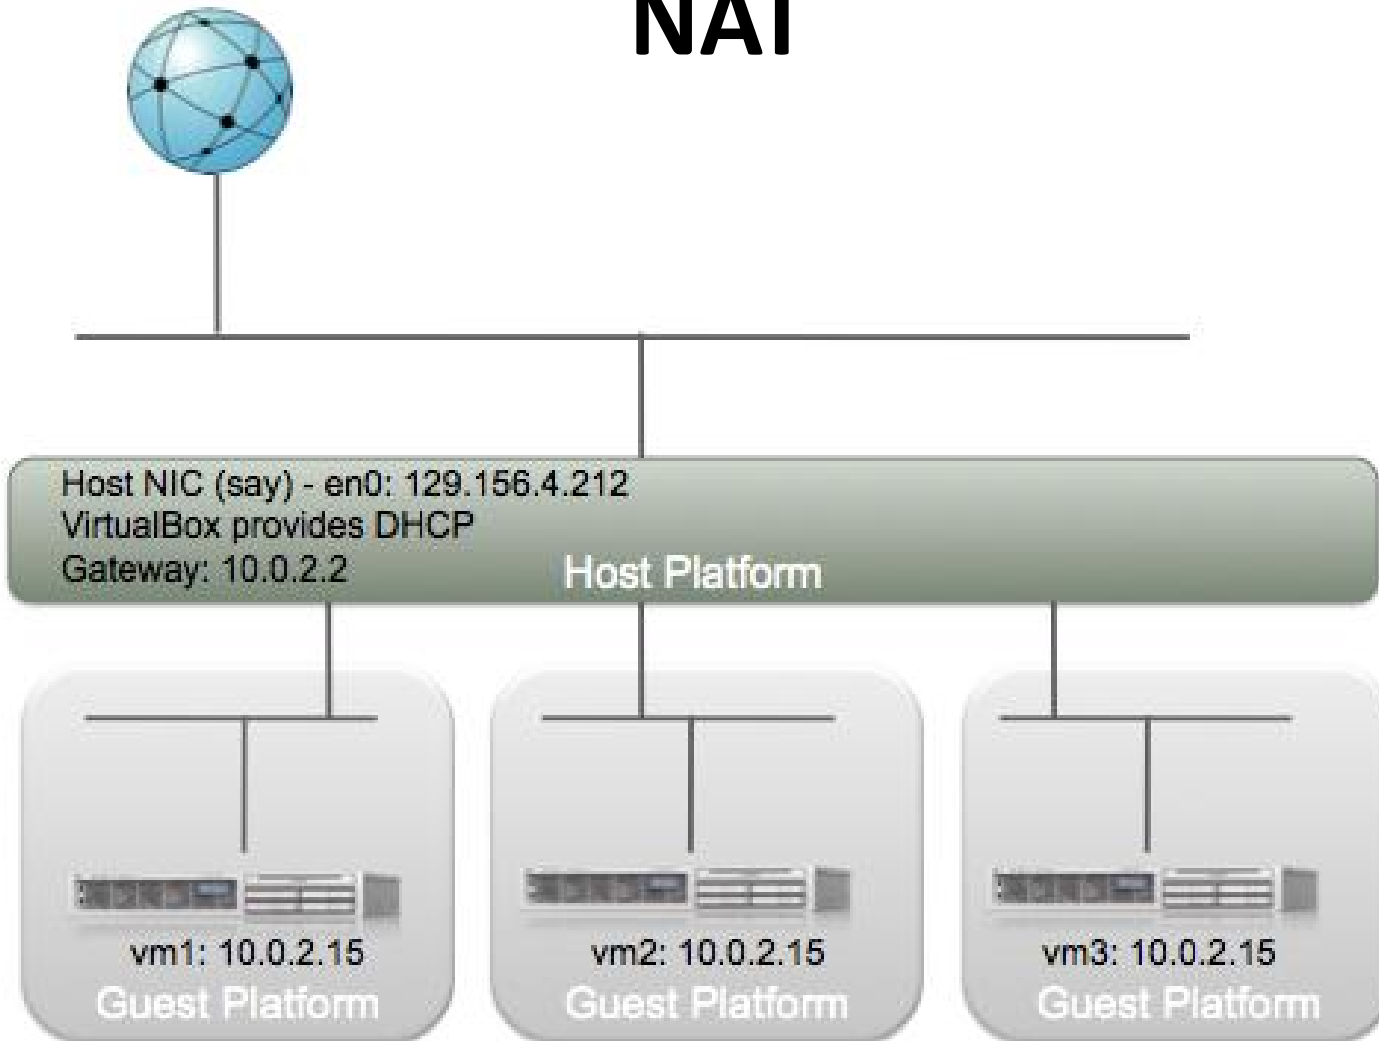 NAT
Host NIC (say) - en0: 129.156.4.212
VirtualBox provides DHCP
Gateway: 10.0.2.2
Host Platform
vm1: 10.0.2.15
Guest Platform
vm2: 10.0.2.15
Guest Platform
vm3: 10.0.2.15
Guest Platform